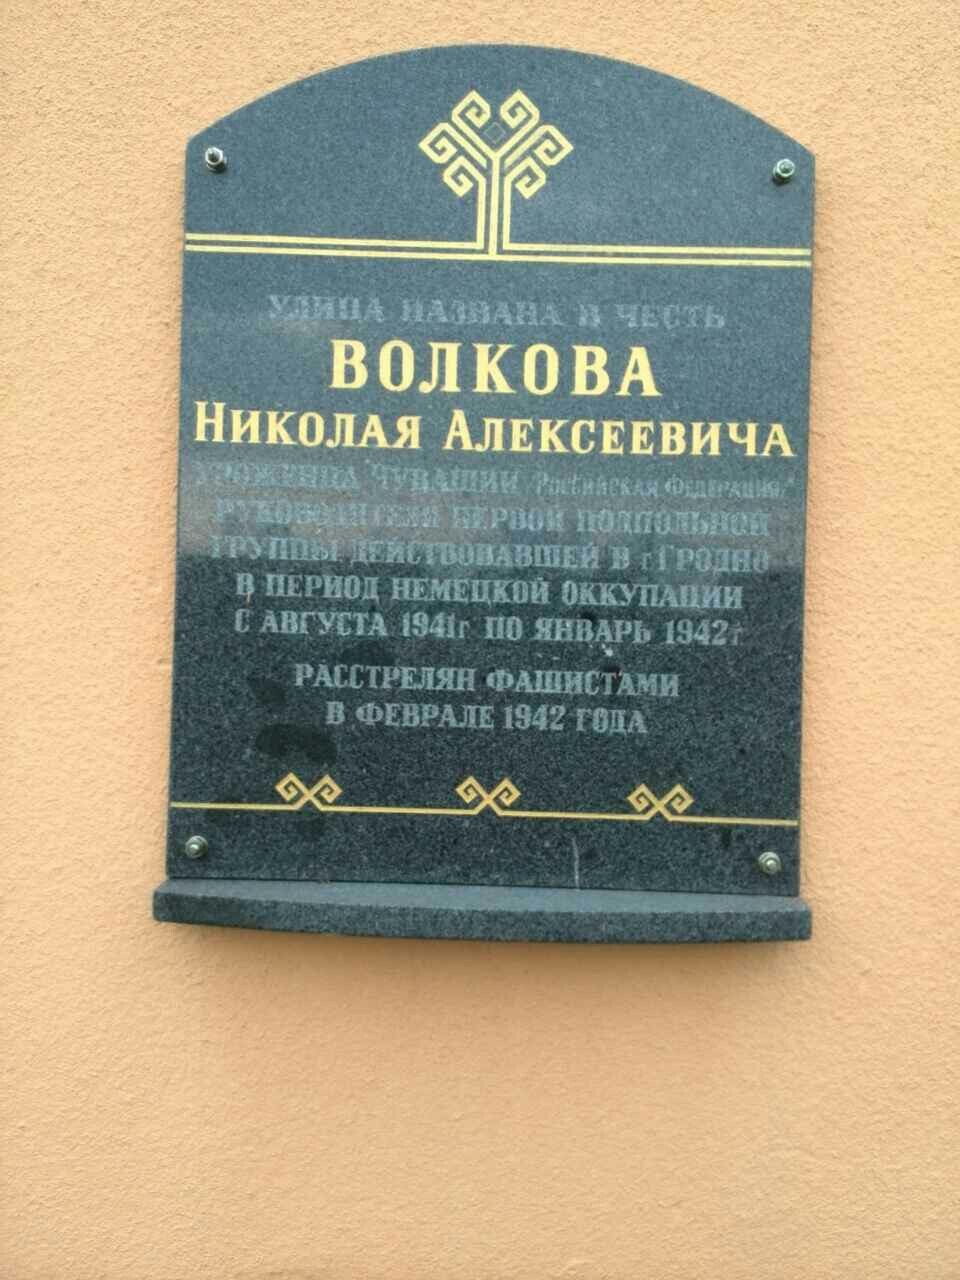 УЛИЦА НАЗВАНА В ЧЕСТЬ
ВОЛКОВА
НИКОЛАЯ АЛЕКСЕЕВИЧА
УРОЖЕНЦА ЧУВАШИИ /РОССИЙСКАЯ ФЕДЕРАЦИЯ/
РУКОВОДИТЕЛЯ ПЕРВОЙ ПОДПОЛЬНОЙ
ГРУППЫ, ДЕЙСТВОВАВШЕЙ В г ГРОДНО
В ПЕРИОД НЕМЕЦКОЙ ОККУПАЦИИ
С АВГУСТА 1941г ПО ЯНВАРЬ 1942г
РАССТРЕЛЯН ФАШИСТАМИ
В ФЕВРАЛЕ 1942 ГОДА